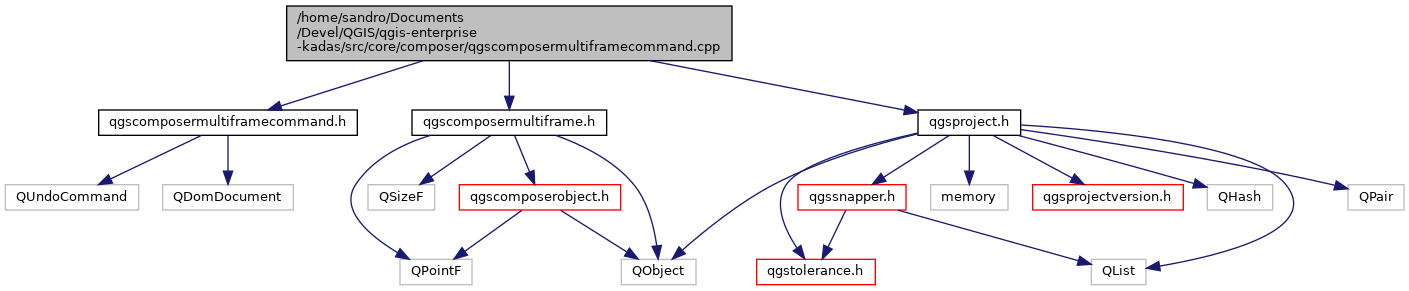 /home/sandro/Documents
/Devel/QGIS/qgis-enterprise
-kadas/src/core/composer/qgscomposermultiframecommand.cpp
qgscomposermultiframecommand.h
qgscomposermultiframe.h
qgsproject.h
QUndoCommand
QDomDocument
QSizeF
qgscomposerobject.h
qgssnapper.h
memory
qgsprojectversion.h
QHash
QPair
QPointF
QObject
qgstolerance.h
QList